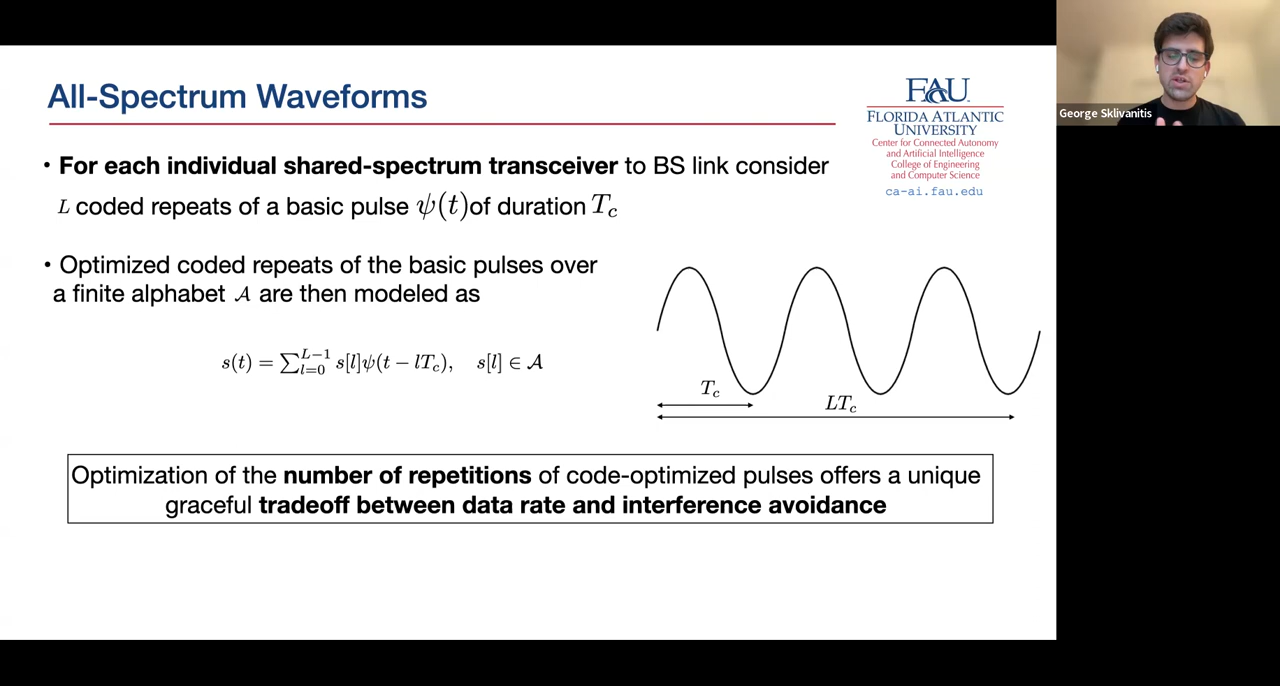 All-Spectrum Waveforms
FAU
FLORIDA ATLANTIC
UNIVERSITY
Center for Connected Autonomy
and Artificial Intelligence
College of Engineering
and Computer Science
ca-ai.fau.edu
George Sklivanitis
• For each individual shared-spectrum transceiver to BS link consider
L coded repeats of a basic pulse ψ(t) of duration T_c
• Optimized coded repeats of the basic pulses over
a finite alphabet 𝒜 are then modeled as
s(t) = ∑_{l=0}^{L−1} s[l]ψ(t − lT_c),   s[l] ∈ 𝒜
T_c
LT_c
Optimization of the number of repetitions of code-optimized pulses offers a unique
graceful tradeoff between data rate and interference avoidance